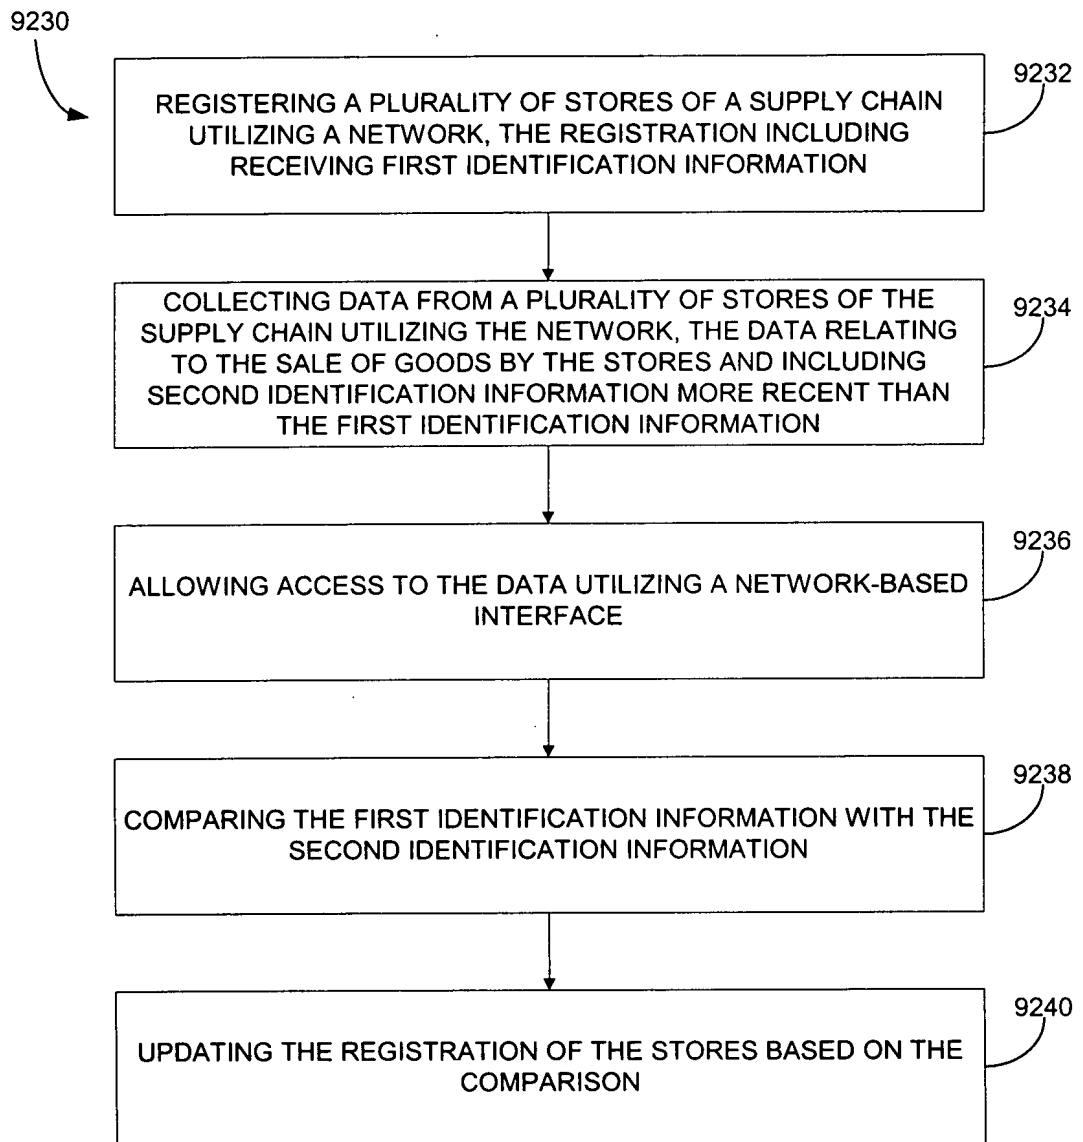 9230
9232
REGISTERING A PLURALITY OF STORES OF A SUPPLY CHAIN
UTILIZING A NETWORK, THE REGISTRATION INCLUDING
RECEIVING FIRST IDENTIFICATION INFORMATION
9234
COLLECTING DATA FROM A PLURALITY OF STORES OF THE
SUPPLY CHAIN UTILIZING THE NETWORK, THE DATA RELATING
TO THE SALE OF GOODS BY THE STORES AND INCLUDING
SECOND IDENTIFICATION INFORMATION MORE RECENT THAN
THE FIRST IDENTIFICATION INFORMATION
9236
ALLOWING ACCESS TO THE DATA UTILIZING A NETWORK-BASED
INTERFACE
9238
COMPARING THE FIRST IDENTIFICATION INFORMATION WITH THE
SECOND IDENTIFICATION INFORMATION
9240
UPDATING THE REGISTRATION OF THE STORES BASED ON THE
COMPARISON